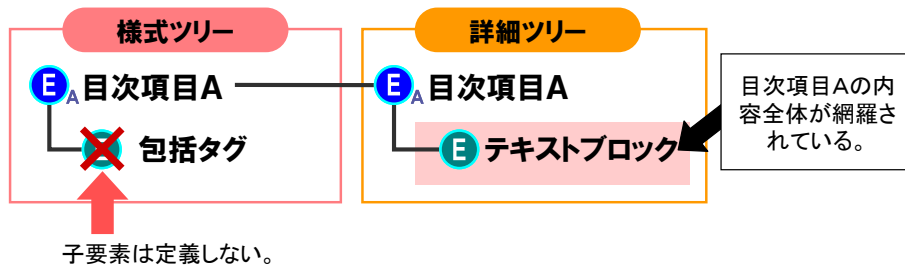 様式ツリー
詳細ツリー
E A 目次項目A
E A 目次項目A
包括タグ
E テキストブロック
目次項目Aの内
容全体が網羅さ
れている。
子要素は定義しない。